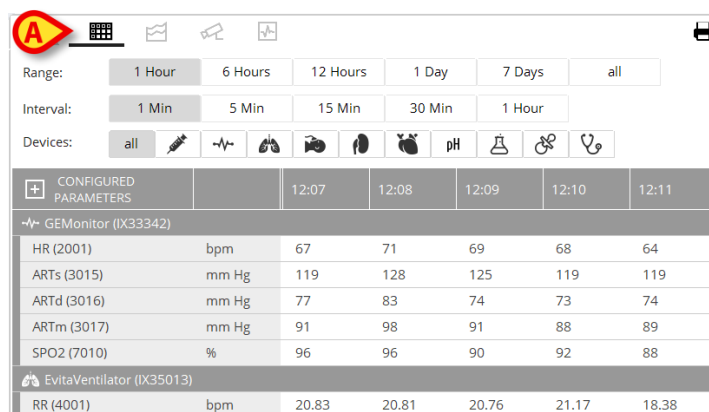 A
Range: 1 Hour 6 Hours 12 Hours 1 Day 7 Days all
Interval: 1 Min 5 Min 15 Min 30 Min 1 Hour
Devices: all pH
+ CONFIGURED PARAMETERS 12:07 12:08 12:09 12:10 12:11
GEMonitor (IX33342)
HR (2001) bpm 67 71 69 68 64
ARTs (3015) mm Hg 119 128 125 119 119
ARTd (3016) mm Hg 77 83 74 73 74
ARTm (3017) mm Hg 91 98 91 88 89
SPO2 (7010) % 96 96 90 92 88
EvitaVentilator (IX35013)
RR (4001) bpm 20.83 20.81 20.76 21.17 18.38